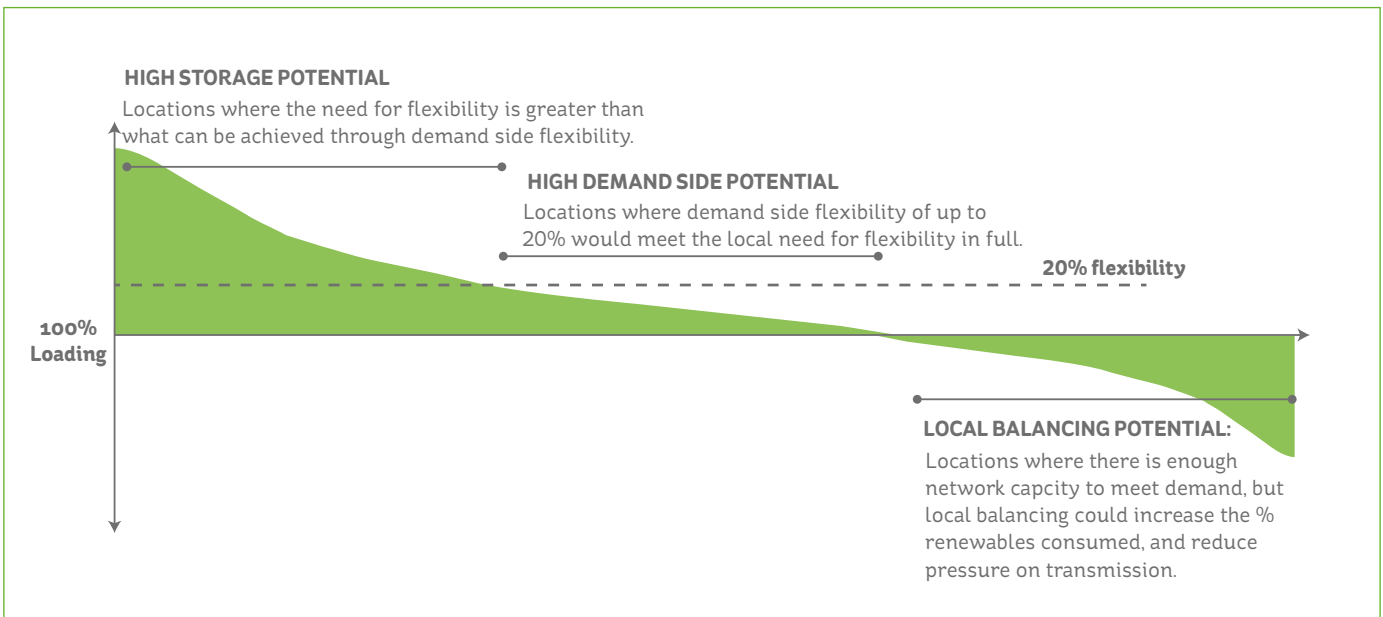 HIGH STORAGE POTENTIAL
Locations where the need for flexibility is greater than
what can be achieved through demand side flexibility.
HIGH DEMAND SIDE POTENTIAL
Locations where demand side flexibility of up to
20% would meet the local need for flexibility in full.
20% flexibility
100%
Loading
LOCAL BALANCING POTENTIAL:
Locations where there is enough
network capcity to meet demand, but
local balancing could increase the %
renewables consumed, and reduce
pressure on transmission.